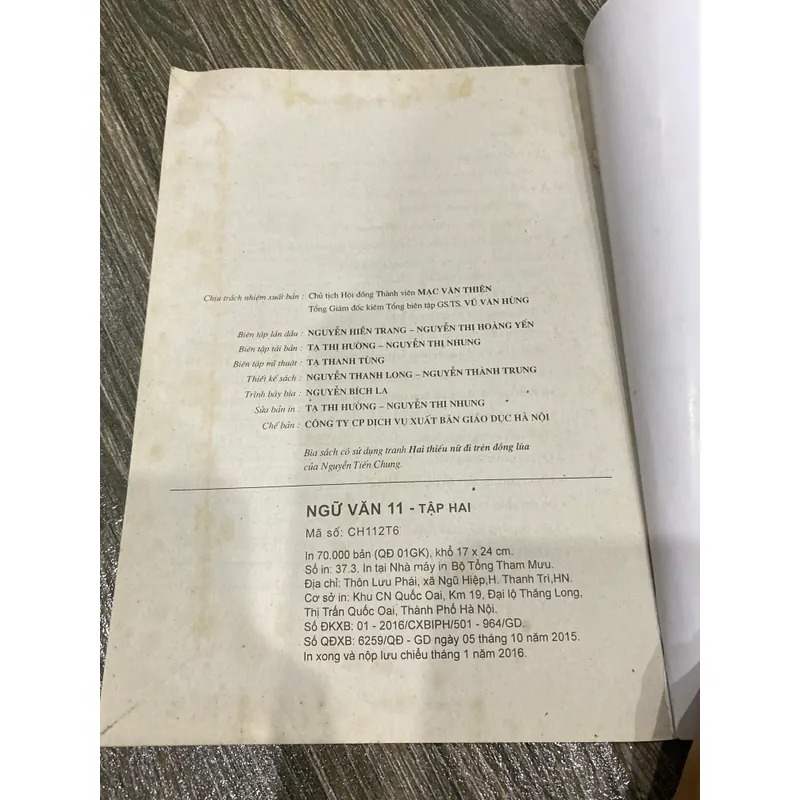 Chịu trách nhiệm xuất bản : Chủ tịch Hội đồng Thành viên MẠC VĂN THIỆN
Tổng Giám đốc kiêm Tổng biên tập GS.TS. VŨ VĂN HÙNG
Biên tập lần đầu : NGUYỄN HIỀN TRANG – NGUYỄN THỊ HOÀNG YẾN
Biên tập tái bản : TẠ THỊ HƯỜNG – NGUYỄN THỊ NHUNG
Biên tập mĩ thuật : TẠ THANH TÙNG
Thiết kế sách : NGUYỄN THANH LONG – NGUYỄN THÀNH TRUNG
Trình bày bìa : NGUYỄN BÍCH LA
Sửa bản in : TẠ THỊ HƯỜNG – NGUYỄN THỊ NHUNG
Chế bản : CÔNG TY CP DỊCH VỤ XUẤT BẢN GIÁO DỤC HÀ NỘI
Bìa sách có sử dụng tranh Hai thiếu nữ đi trên đồng lúa
của Nguyễn Tiến Chung.
NGỮ VĂN 11 - TẬP HAI
Mã số: CH112T6
In 70.000 bản (QĐ 01GK), khổ 17 x 24 cm.
Số in: 37.3. In tại Nhà máy in Bộ Tổng Tham Mưu.
Địa chỉ: Thôn Lưu Phái, xã Ngũ Hiệp,H. Thanh Trì,HN.
Cơ sở in: Khu CN Quốc Oai, Km 19, Đại lộ Thăng Long,
Thị Trấn Quốc Oai, Thành Phố Hà Nội.
Số ĐKXB: 01 - 2016/CXBIPH/501 - 964/GD.
Số QĐXB: 6259/QĐ - GD ngày 05 tháng 10 năm 2015.
In xong và nộp lưu chiểu tháng 1 năm 2016.